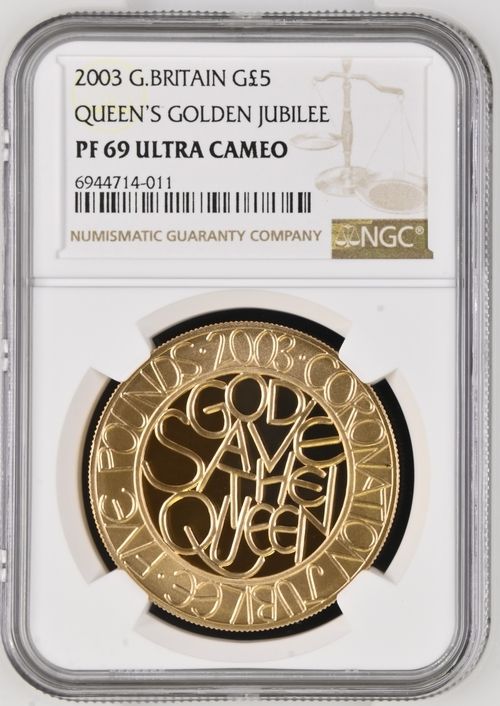 2003 G.BRITAIN G£5
QUEEN'S GOLDEN JUBILEE
PF 69 ULTRA CAMEO
6944714-011
NUMISMATIC GUARANTY COMPANY
NGC®
CORONATION JUBILEE · FIVE POUNDS · 2003 ·
GOD
SAVE
THE
QUEEN